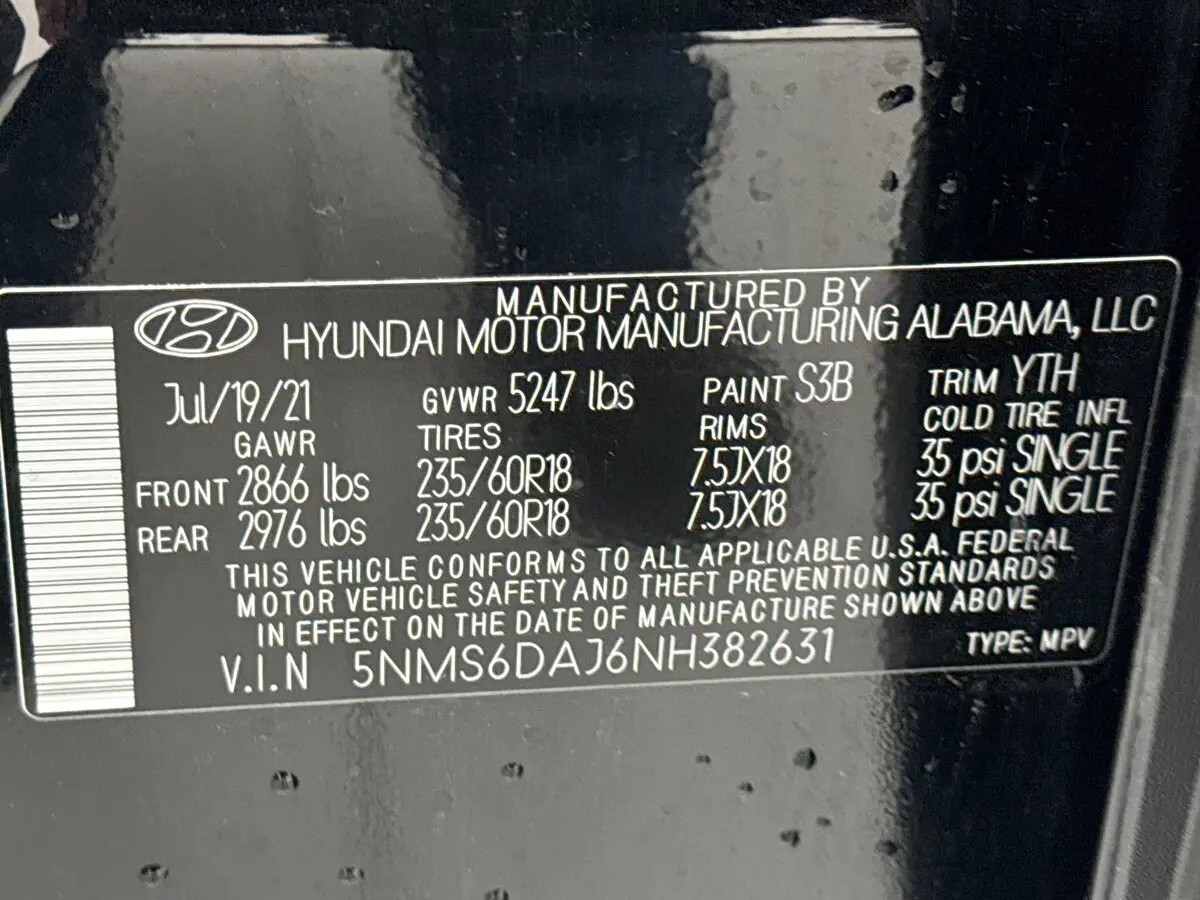 MANUFACTURED BY
HYUNDAI MOTOR MANUFACTURING ALABAMA, LLC
Jul/19/21 GVWR 5247 lbs PAINT S3B TRIM YTH
GAWR TIRES RIMS COLD TIRE INFL
FRONT 2866 lbs 235/60R18 7.5JX18 35 psi SINGLE
REAR 2976 lbs 235/60R18 7.5JX18 35 psi SINGLE
THIS VEHICLE CONFORMS TO ALL APPLICABLE U.S.A. FEDERAL
MOTOR VEHICLE SAFETY AND THEFT PREVENTION STANDARDS
IN EFFECT ON THE DATE OF MANUFACTURE SHOWN ABOVE
V.I.N 5NMS6DAJ6NH382631 TYPE: MPV